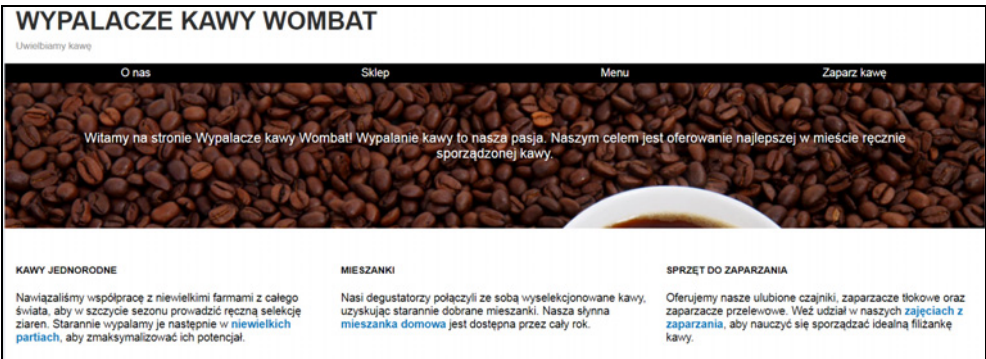 WYPALACZE KAWY WOMBAT
Uwielbiamy kawę
O nas Sklep Menu Zaparz kawę
Witamy na stronie Wypalacze kawy Wombat! Wypalanie kawy to nasza pasja. Naszym celem jest oferowanie najlepszej w mieście ręcznie
sporządzonej kawy.
KAWY JEDNORODNE
Nawiązaliśmy współpracę z niewielkimi farmami z całego
świata, aby w szczycie sezonu prowadzić ręczną selekcję
ziaren. Starannie wypalamy je następnie w niewielkich
partiach, aby zmaksymalizować ich potencjał.
MIESZANKI
Nasi degustatorzy połączyli ze sobą wyselekcjonowane kawy,
uzyskując starannie dobrane mieszanki. Nasza słynna
mieszanka domowa jest dostępna przez cały rok.
SPRZĘT DO ZAPARZANIA
Oferujemy nasze ulubione czajniki, zaparzacze tłokowe oraz
zaparzacze przelewowe. Weź udział w naszych zajęciach z
zaparzania, aby nauczyć się sporządzać idealną filiżankę
kawy.